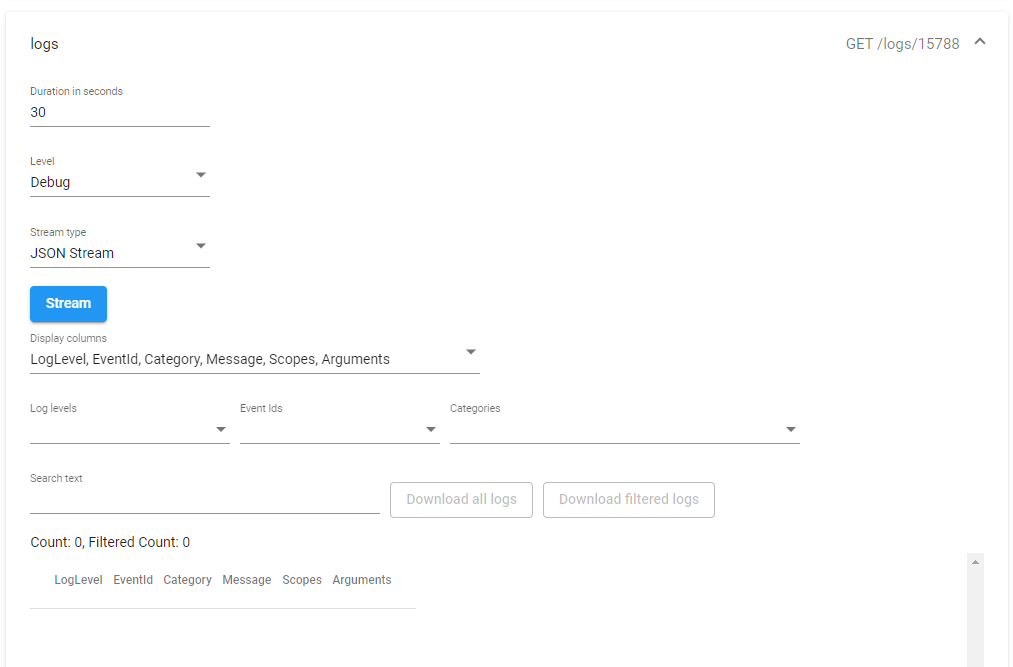 logs GET /logs/15788
Duration in seconds
30
Level
Debug
Stream type
JSON Stream
Stream
Display columns
LogLevel, EventId, Category, Message, Scopes, Arguments
Log levels Event Ids Categories
Search text
Download all logs Download filtered logs
Count: 0, Filtered Count: 0
LogLevel EventId Category Message Scopes Arguments